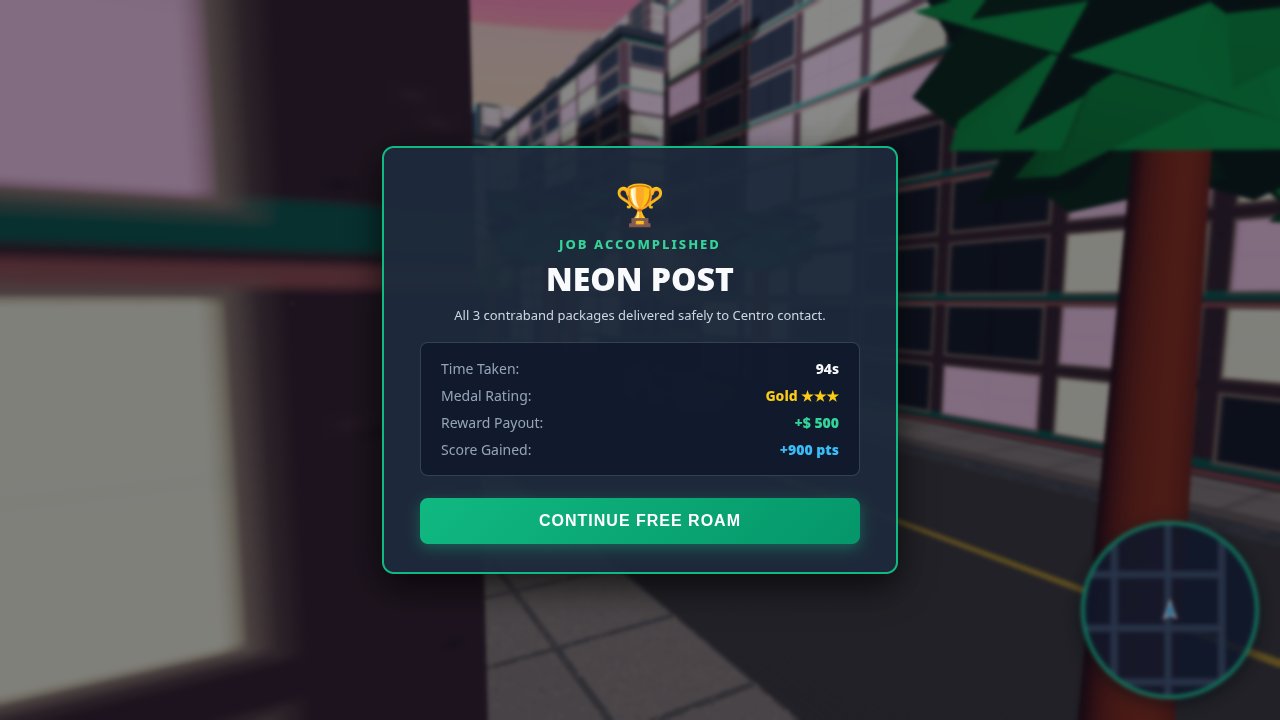 JOB ACCOMPLISHED
NEON POST
All 3 contraband packages delivered safely to Centro contact.
Time Taken: 94s
Medal Rating: Gold ★★★
Reward Payout: +$ 500
Score Gained: +900 pts
CONTINUE FREE ROAM